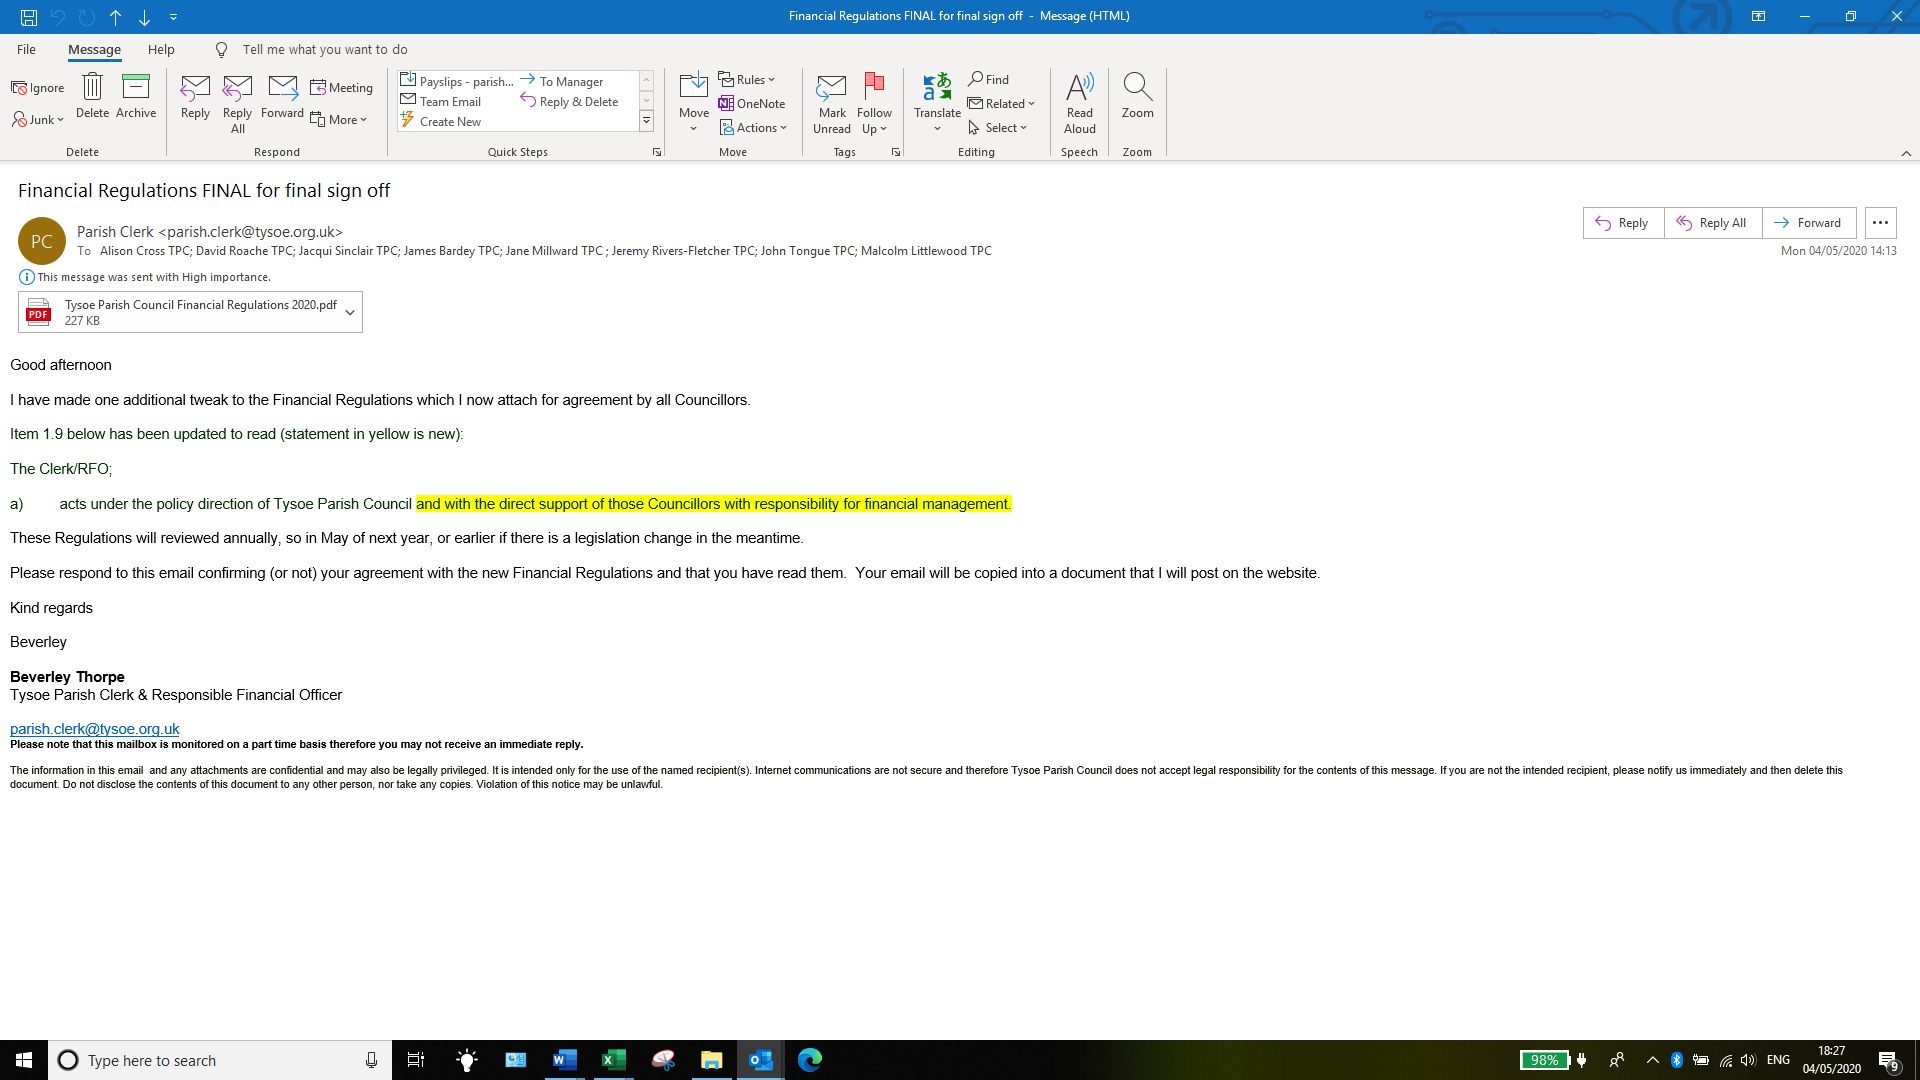 Financial Regulations FINAL for final sign off - Message (HTML)
File Message Help Tell me what you want to do
Ignore
Junk
Delete
Archive
Delete
Reply
Reply All
Forward
Meeting
More
Respond
Payslips - parish...
Team Email
Create New
To Manager
Reply & Delete
Quick Steps
Move
Rules
OneNote
Actions
Move
Mark Unread
Follow Up
Tags
Translate
Find
Related
Select
Editing
Read Aloud
Speech
Zoom
Zoom
Financial Regulations FINAL for final sign off
PC
Parish Clerk <parish.clerk@tysoe.org.uk>
To Alison Cross TPC; David Roache TPC; Jacqui Sinclair TPC; James Bardey TPC; Jane Millward TPC ; Jeremy Rivers-Fletcher TPC; John Tongue TPC; Malcolm Littlewood TPC
Reply Reply All Forward
Mon 04/05/2020 14:13
This message was sent with High importance.
PDF
Tysoe Parish Council Financial Regulations 2020.pdf
227 KB
Good afternoon
I have made one additional tweak to the Financial Regulations which I now attach for agreement by all Councillors.
Item 1.9 below has been updated to read (statement in yellow is new):
The Clerk/RFO;
a) acts under the policy direction of Tysoe Parish Council and with the direct support of those Councillors with responsibility for financial management.
These Regulations will reviewed annually, so in May of next year, or earlier if there is a legislation change in the meantime.
Please respond to this email confirming (or not) your agreement with the new Financial Regulations and that you have read them. Your email will be copied into a document that I will post on the website.
Kind regards
Beverley
Beverley Thorpe
Tysoe Parish Clerk & Responsible Financial Officer
parish.clerk@tysoe.org.uk
Please note that this mailbox is monitored on a part time basis therefore you may not receive an immediate reply.
The information in this email and any attachments are confidential and may also be legally privileged. It is intended only for the use of the named recipient(s). Internet communications are not secure and therefore Tysoe Parish Council does not accept legal responsibility for the contents of this message. If you are not the intended recipient, please notify us immediately and then delete this
document. Do not disclose the contents of this document to any other person, nor take any copies. Violation of this notice may be unlawful.
Type here to search
98%
ENG
18:27
04/05/2020
9